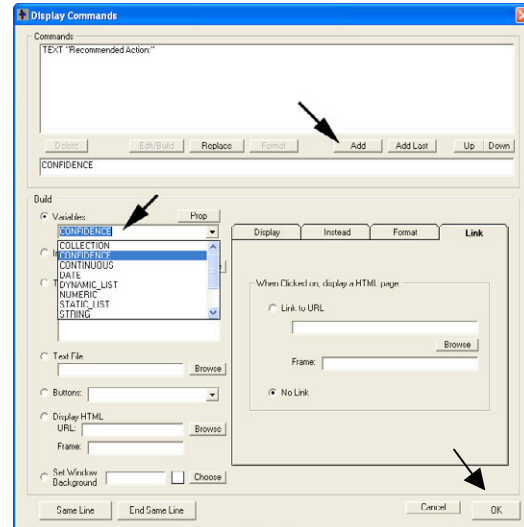 Display Commands
Commands
TEXT "Recommended Action:"
Delete Edit/Build Replace Format Add Add Last Up Down
CONFIDENCE
Build
Variables Prop
CONFIDENCE
COLLECTION
CONFIDENCE
CONTINUOUS
DATE
DYNAMIC_LIST
NUMERIC
STATIC_LIST
STRING
Text File
Browse
Buttons:
Display HTML
URL: Browse
Frame:
Set Window
Background Choose
Display Instead Format Link
When Clicked on, display a HTML page
Link to URL
Browse
Frame:
No Link
Same Line End Same Line Cancel OK